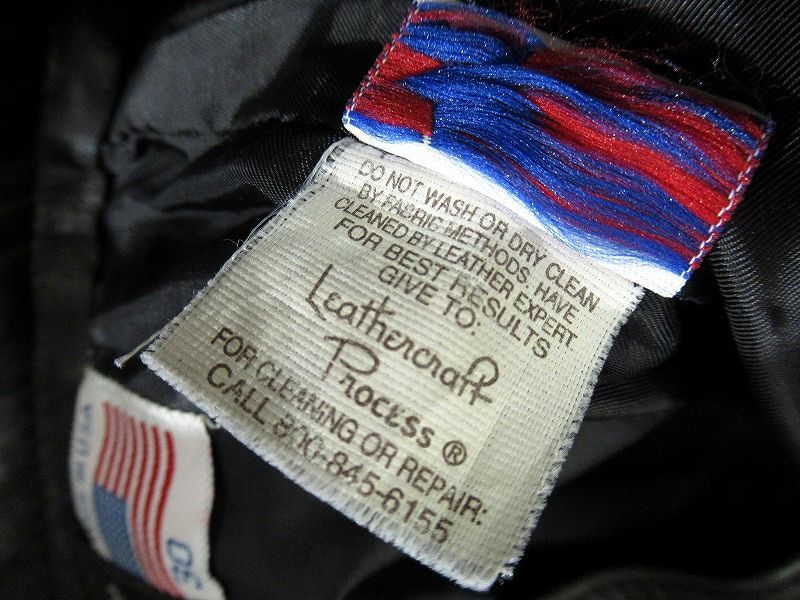 DO NOT WASH OR DRY CLEAN
BY FABRIC METHODS. HAVE
CLEANED BY LEATHER EXPERT
FOR BEST RESULTS
GIVE TO:
Leathercraft
Process ®
FOR CLEANING OR REPAIR:
CALL 800-845-6155
USA